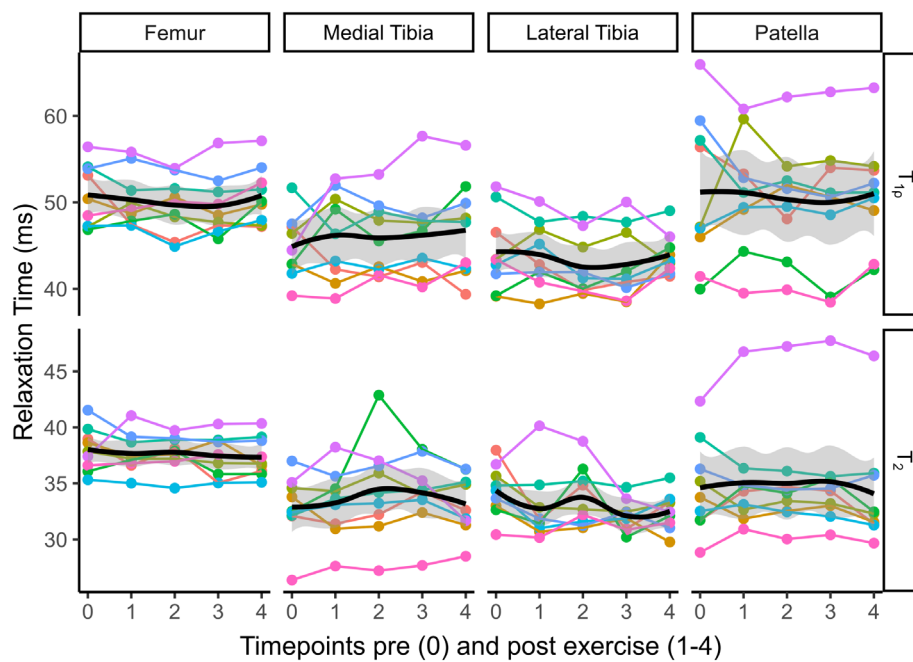 Femur Medial Tibia Lateral Tibia Patella
60
50
40
T1ρ
45
40
35
30
T2
Relaxation Time (ms)
0 1 2 3 4 0 1 2 3 4 0 1 2 3 4 0 1 2 3 4
Timepoints pre (0) and post exercise (1-4)